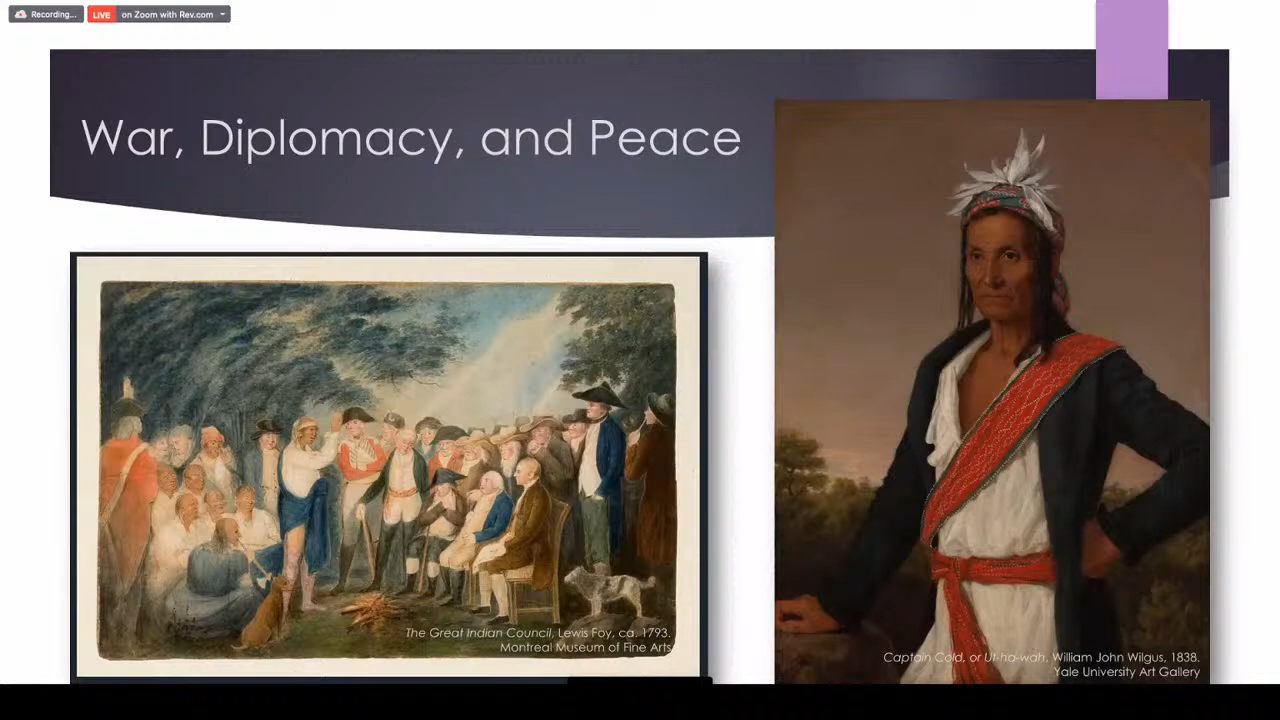 Recording...
LIVE on Zoom with Rev.com
War, Diplomacy, and Peace
The Great Indian Council, Lewis Foy, ca. 1793.
Montreal Museum of Fine Arts
Captain Cold, or Ut-ha-wah, William John Wilgus, 1838.
Yale University Art Gallery